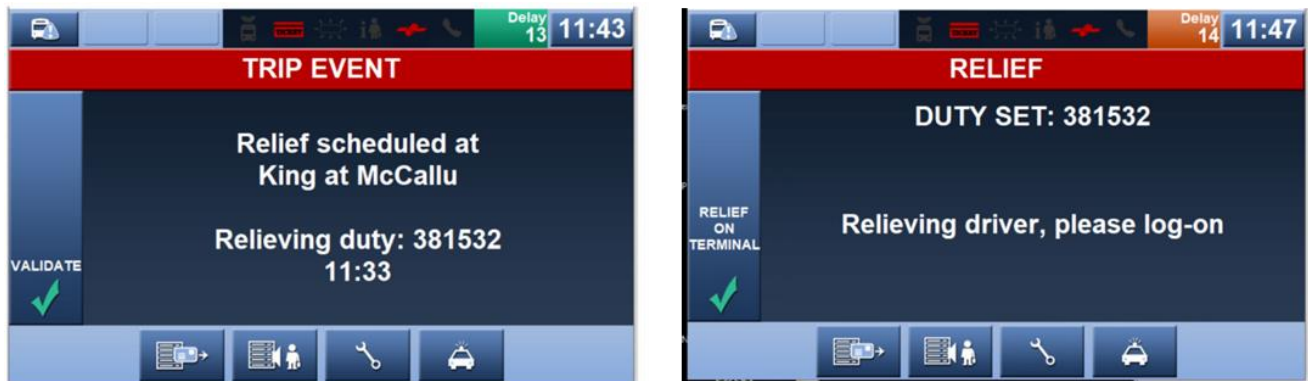 Delay
13
11:43
TRIP EVENT
Relief scheduled at
King at McCallu
Relieving duty: 381532
11:33
VALIDATE
Delay
14
11:47
RELIEF
DUTY SET: 381532
Relieving driver, please log-on
RELIEF
ON
TERMINAL